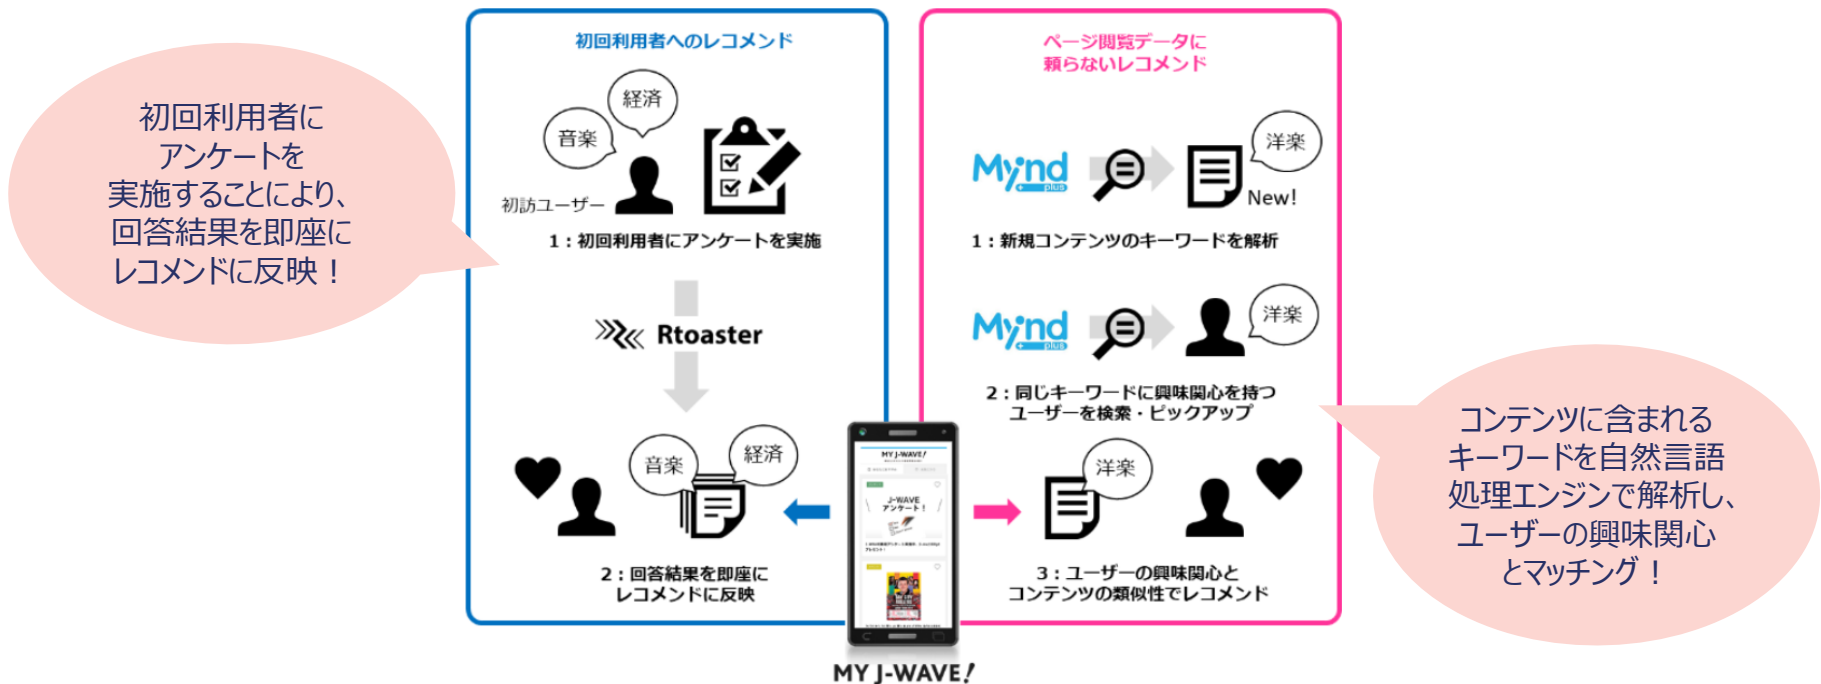 初回利用者に
アンケートを
実施することにより、
回答結果を即座に
レコメンドに反映！
初回利用者へのレコメンド
経済
音楽
初訪ユーザー
1：初回利用者にアンケートを実施
Rtoaster
音楽
経済
2：回答結果を即座に
レコメンドに反映
ページ閲覧データに
頼らないレコメンド
Mynd
plus
洋楽
New!
1：新規コンテンツのキーワードを解析
Mynd
plus
洋楽
2：同じキーワードに興味関心を持つ
ユーザーを検索・ピックアップ
洋楽
3：ユーザーの興味関心と
コンテンツの類似性でレコメンド
MY J-WAVE!
J-WAVE
アンケート！
MY J-WAVE!
コンテンツに含まれる
キーワードを自然言語
処理エンジンで解析し、
ユーザーの興味関心
とマッチング！